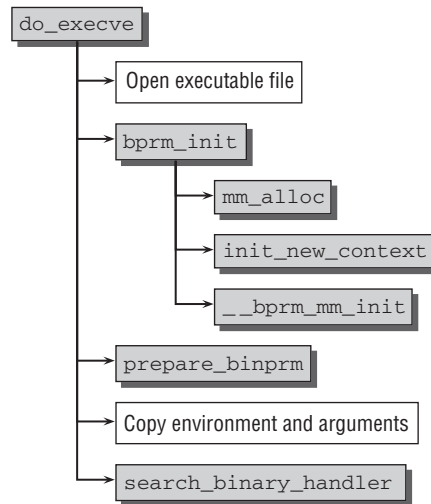 do_execve
Open executable file
bprm_init
mm_alloc
init_new_context
__bprm_mm_init
prepare_binprm
Copy environment and arguments
search_binary_handler